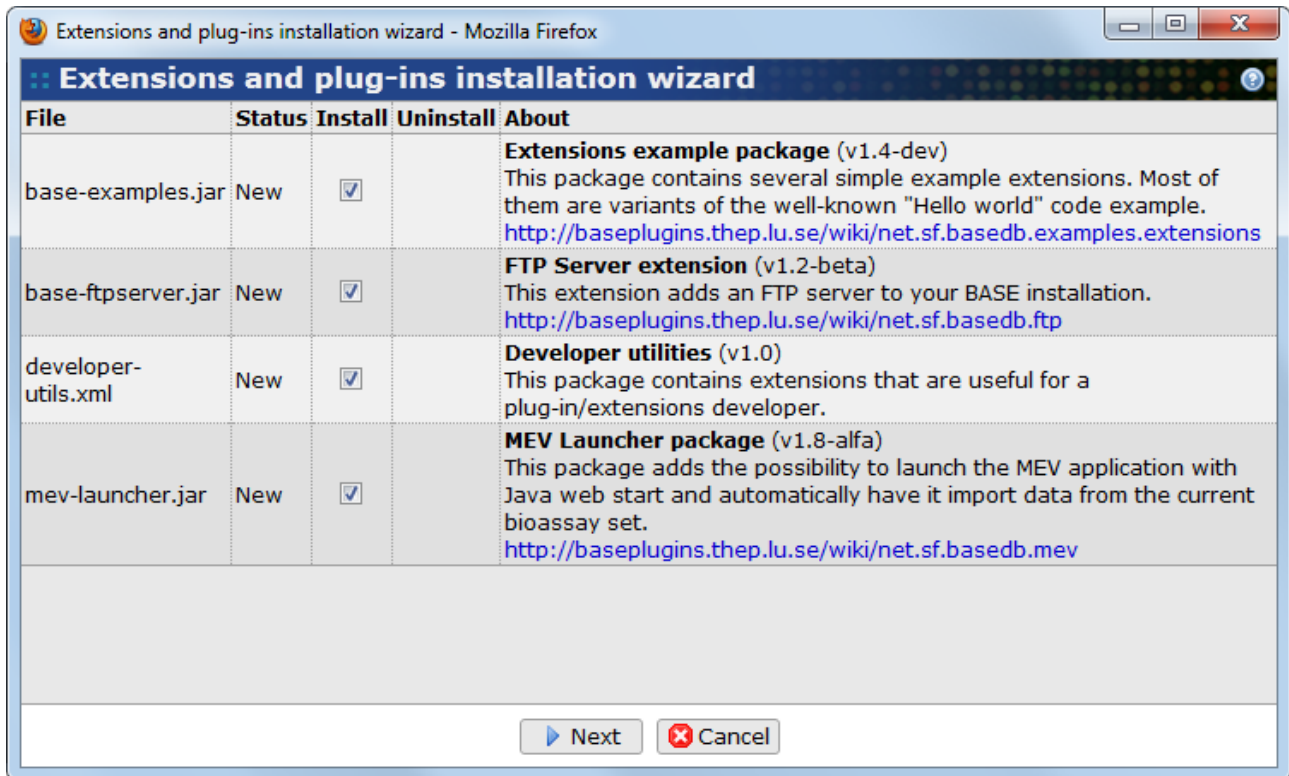 Extensions and plug-ins installation wizard - Mozilla Firefox
:: Extensions and plug-ins installation wizard
File Status Install Uninstall About
base-examples.jar New
Extensions example package (v1.4-dev)
This package contains several simple example extensions. Most of
them are variants of the well-known "Hello world" code example.
http://baseplugins.thep.lu.se/wiki/net.sf.basedb.examples.extensions
base-ftpserver.jar New
FTP Server extension (v1.2-beta)
This extension adds an FTP server to your BASE installation.
http://baseplugins.thep.lu.se/wiki/net.sf.basedb.ftp
developer-
utils.xml
New
Developer utilities (v1.0)
This package contains extensions that are useful for a
plug-in/extensions developer.
mev-launcher.jar New
MEV Launcher package (v1.8-alfa)
This package adds the possibility to launch the MEV application with
Java web start and automatically have it import data from the current
bioassay set.
http://baseplugins.thep.lu.se/wiki/net.sf.basedb.mev
Next Cancel